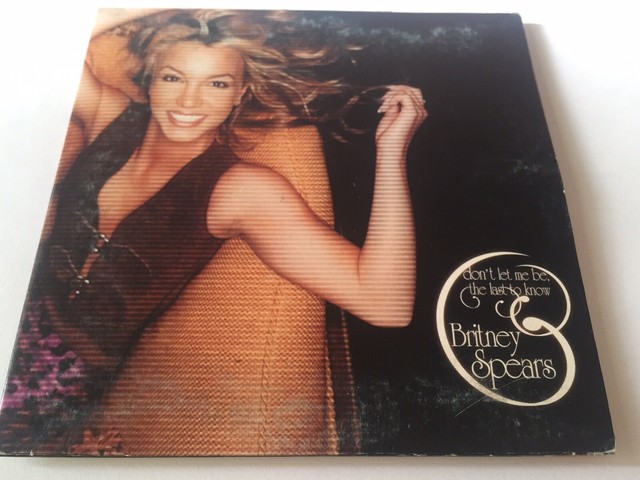 don't let me be
the last to know
Britney
Spears